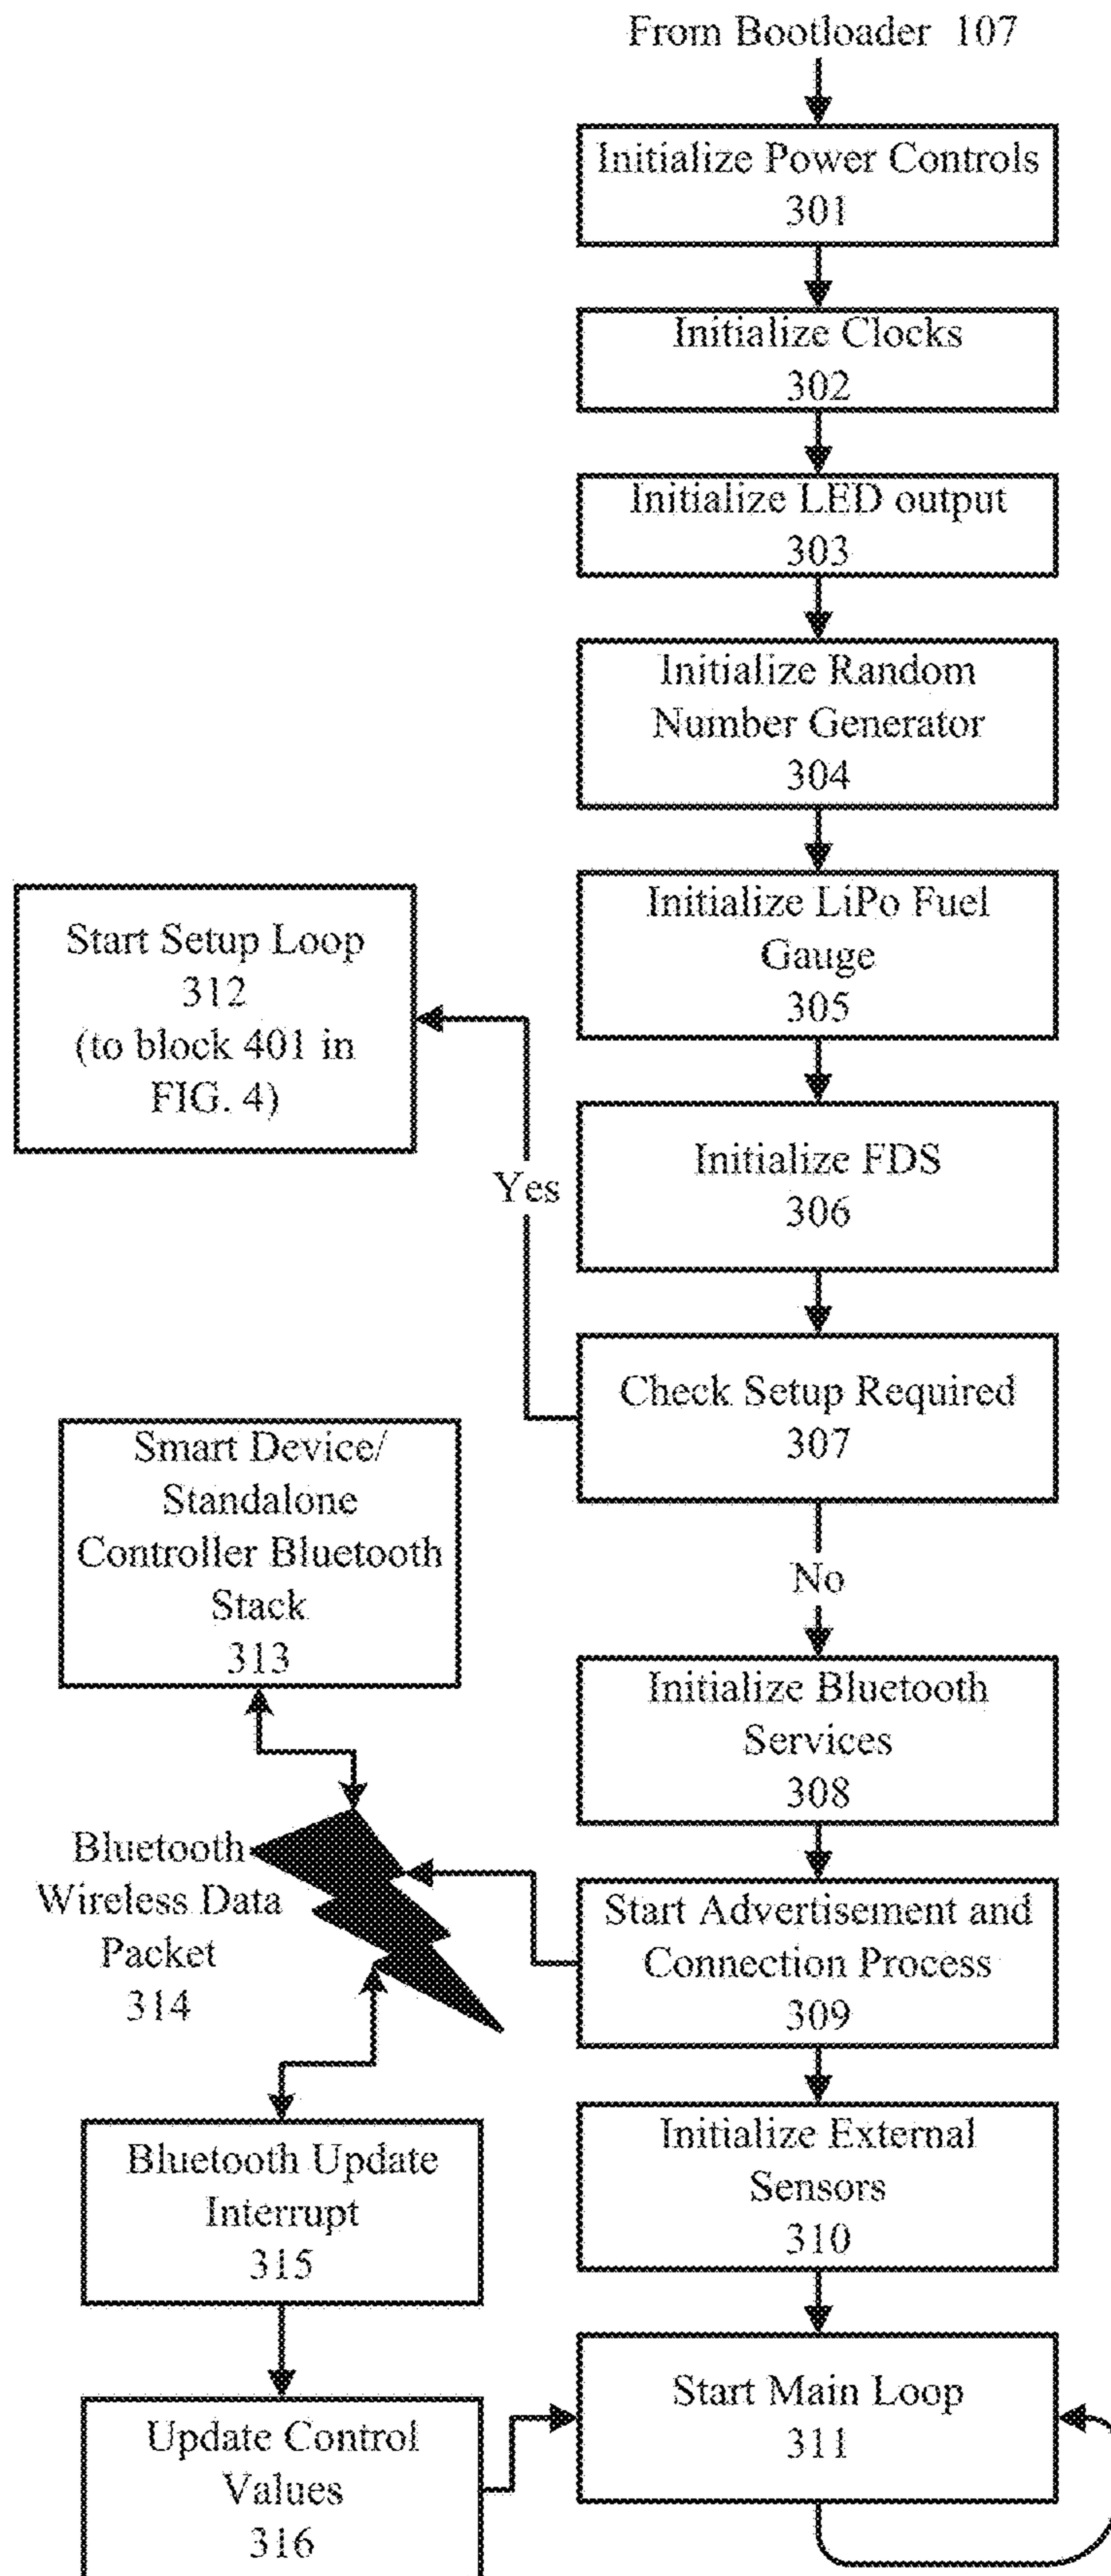 From Bootloader 107
Initialize Power Controls
301
Initialize Clocks
302
Initialize LED output
303
Initialize Random
Number Generator
304
Initialize LiPo Fuel
Gauge
305
Start Setup Loop
312
(to block 401 in
FIG. 4)
Initialize FDS
306
Yes
Check Setup Required
307
No
Smart Device/
Standalone
Controller Bluetooth
Stack
313
Initialize Bluetooth
Services
308
Bluetooth
Wireless Data
Packet
314
Start Advertisement and
Connection Process
309
Initialize External
Sensors
310
Bluetooth Update
Interrupt
315
Start Main Loop
311
Update Control
Values
316